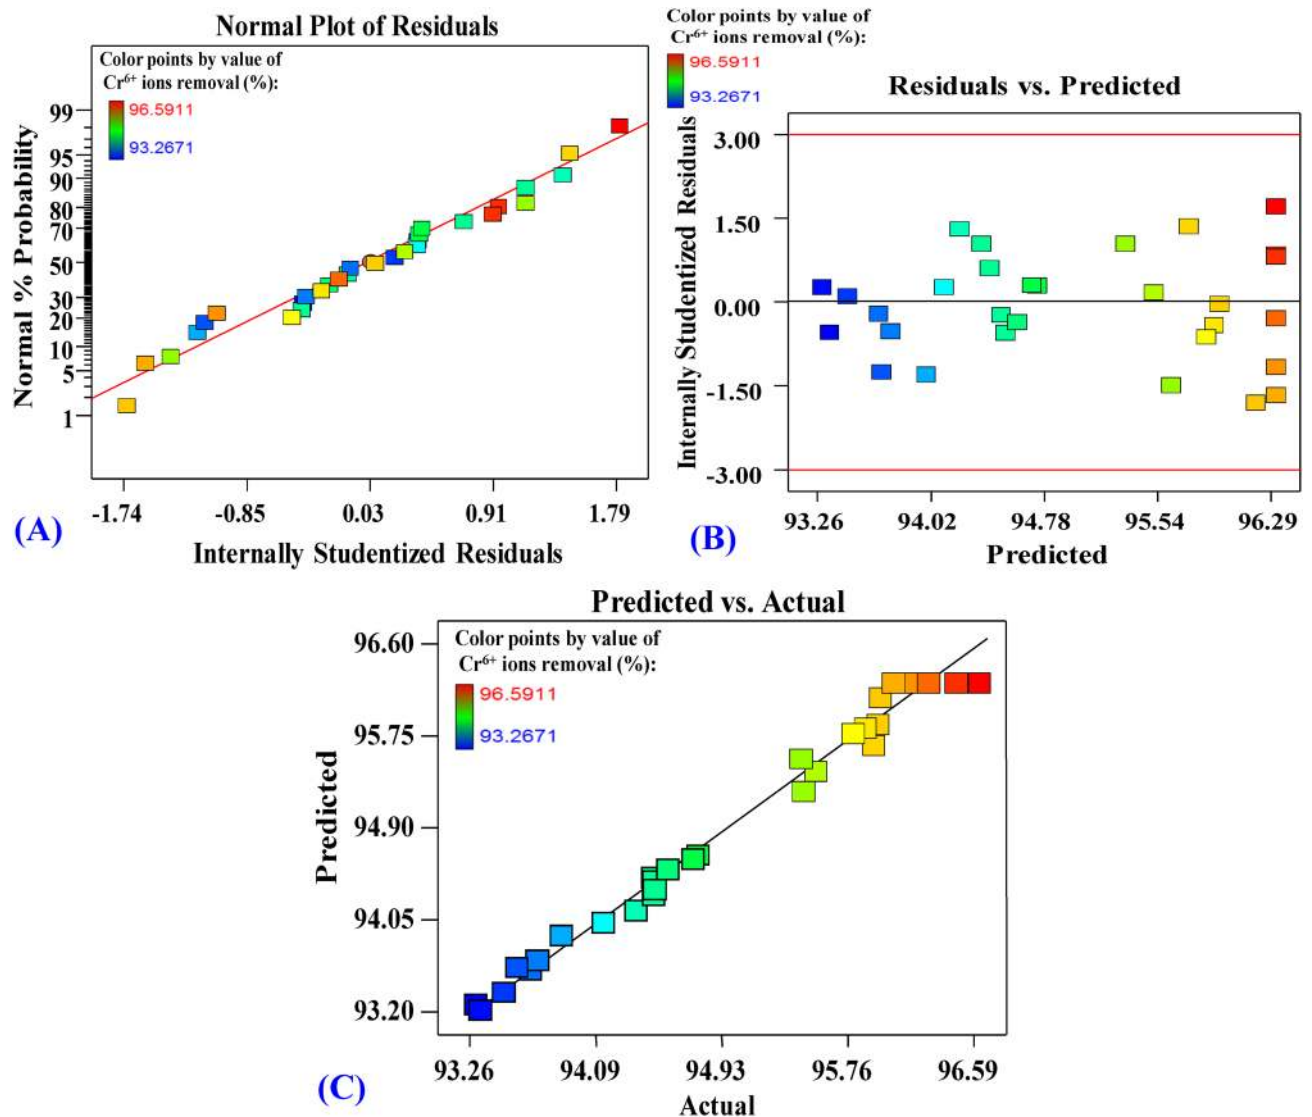 Normal Plot of Residuals
Color points by value of
Cr⁶⁺ ions removal (%):
96.5911
93.2671
Normal % Probability
99
95
90
80
70
50
30
20
10
5
1
-1.74
-0.85
0.03
0.91
1.79
Internally Studentized Residuals
(A)
Color points by value of
Cr⁶⁺ ions removal (%):
96.5911
93.2671
Residuals vs. Predicted
Internally Studentized Residuals
3.00
1.50
0.00
-1.50
-3.00
93.26
94.02
94.78
95.54
96.29
Predicted
(B)
Predicted vs. Actual
Color points by value of
Cr⁶⁺ ions removal (%):
96.5911
93.2671
Predicted
96.60
95.75
94.90
94.05
93.20
93.26
94.09
94.93
95.76
96.59
Actual
(C)